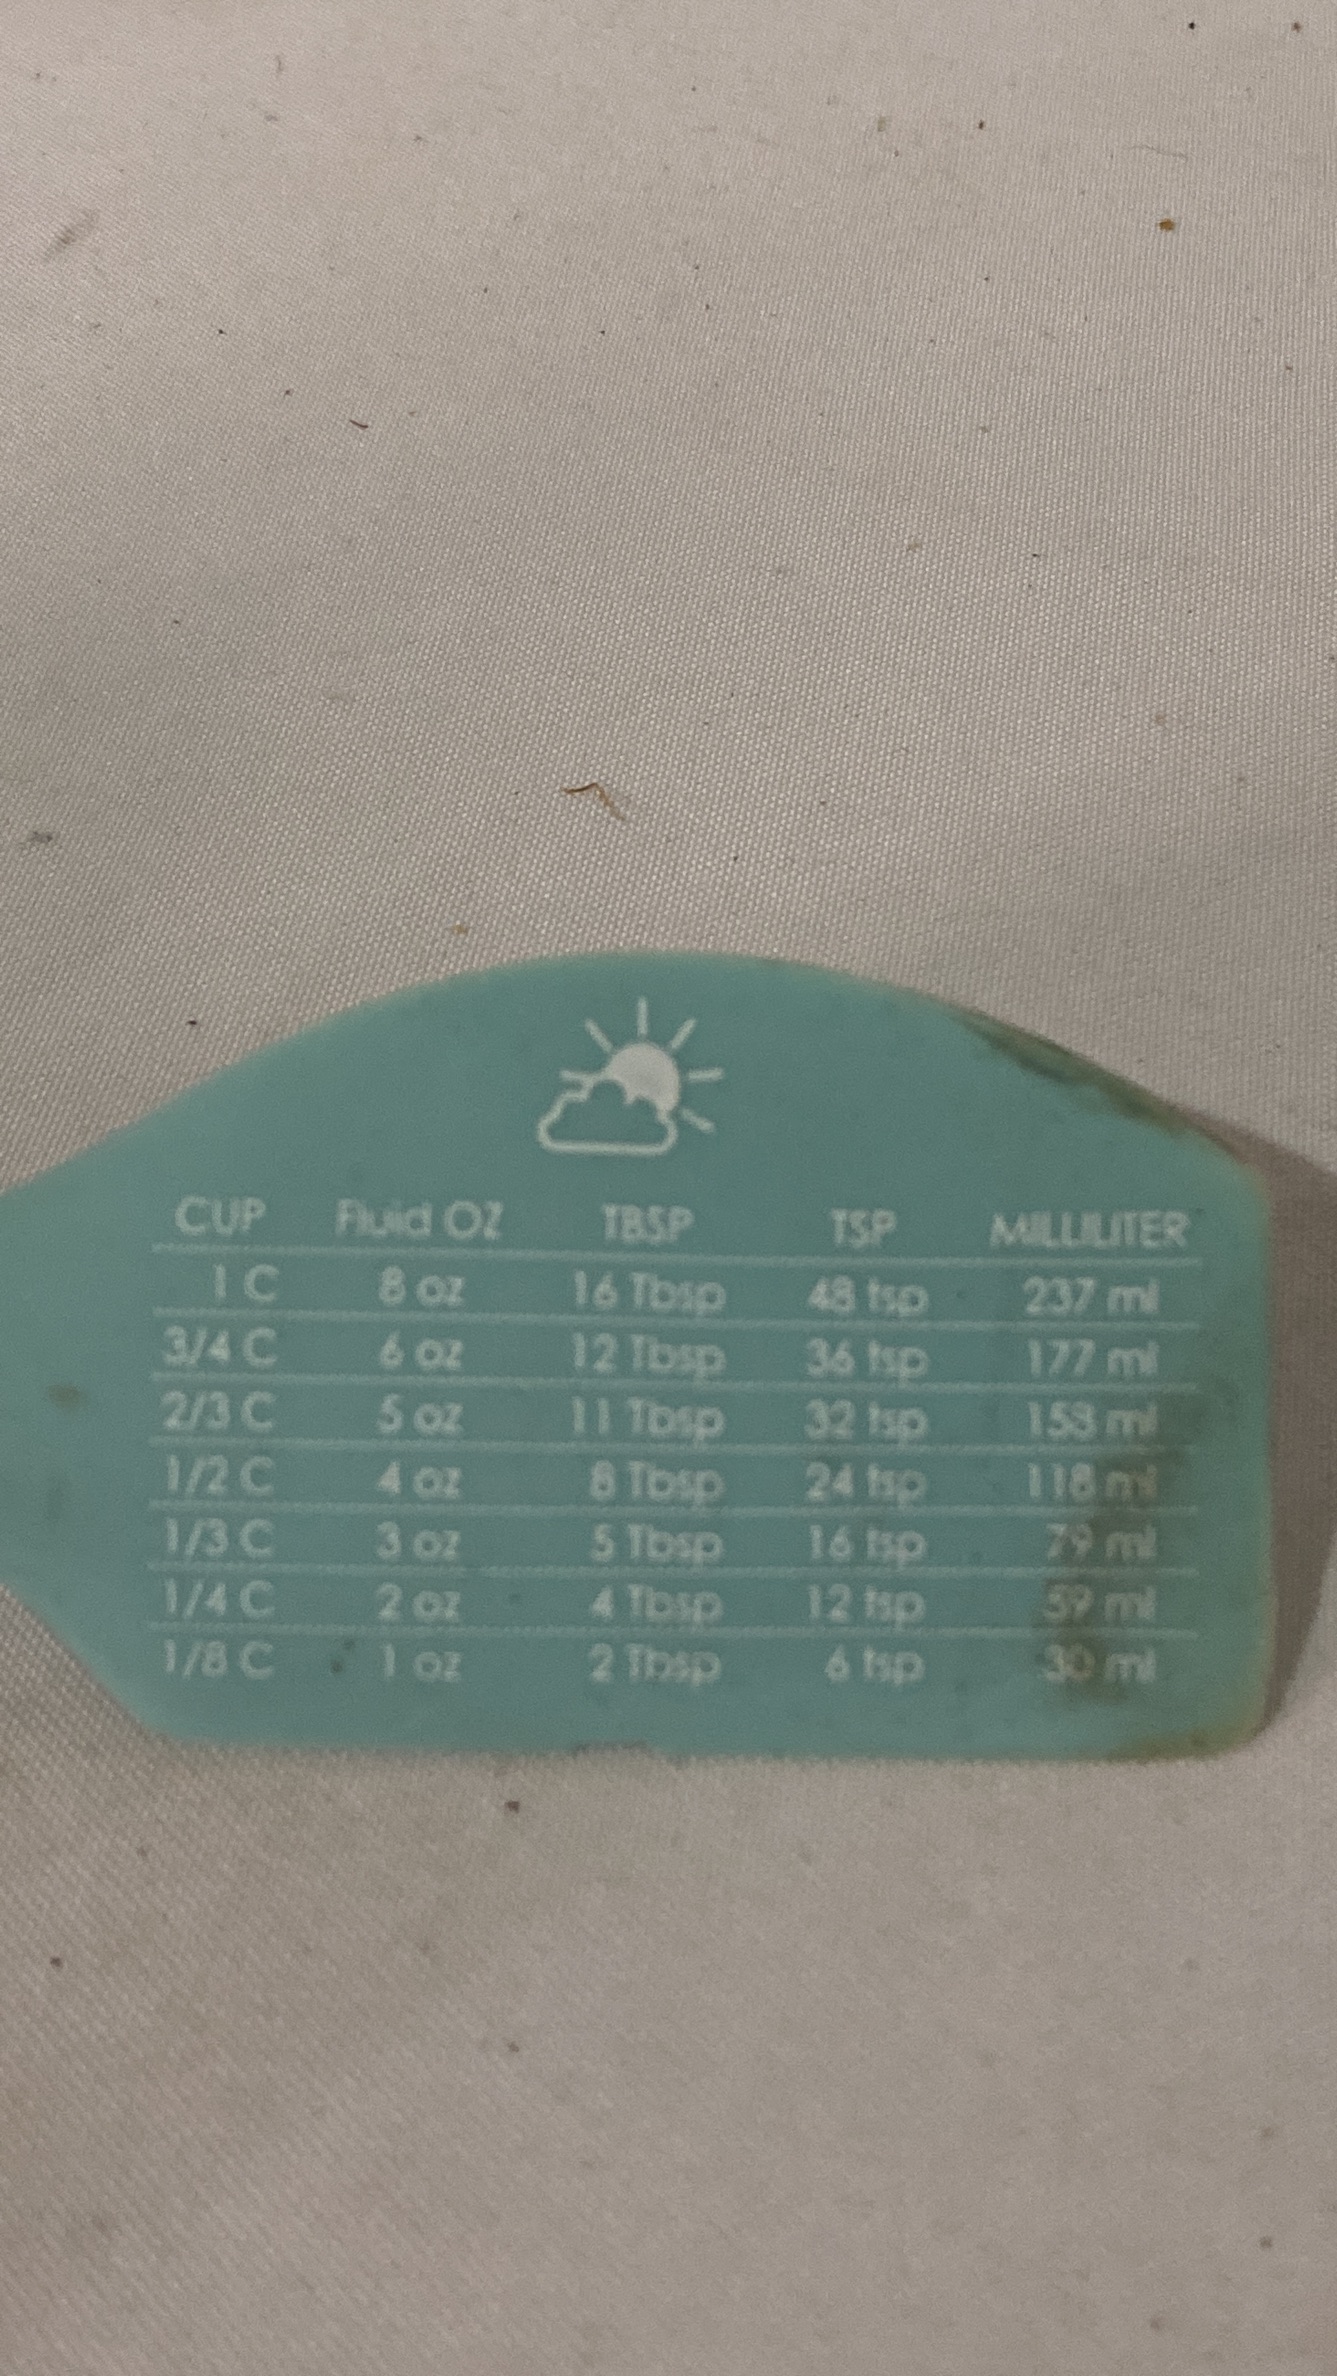 CUP Fluid OZ TBSP TSP MILLILITER
1 C 8 oz 16 Tbsp 48 tsp 237 ml
3/4 C 6 oz 12 Tbsp 36 tsp 177 ml
2/3 C 5 oz 11 Tbsp 32 tsp 158 ml
1/2 C 4 oz 8 Tbsp 24 tsp 118 ml
1/3 C 3 oz 5 Tbsp 16 tsp 79 ml
1/4 C 2 oz 4 Tbsp 12 tsp 59 ml
1/8 C 1 oz 2 Tbsp 6 tsp 30 ml